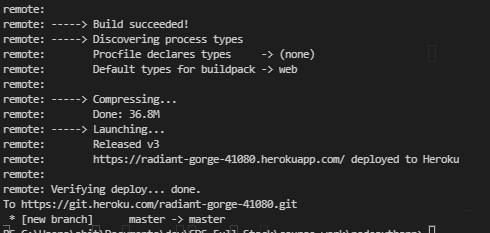 remote:
remote: -----> Build succeeded!
remote: -----> Discovering process types
remote:        Procfile declares types     -> (none)
remote:        Default types for buildpack -> web
remote:
remote: -----> Compressing...
remote:        Done: 36.8M
remote: -----> Launching...
remote:        Released v3
remote:        https://radiant-gorge-41080.herokuapp.com/ deployed to Heroku
remote:
remote: Verifying deploy... done.
To https://git.heroku.com/radiant-gorge-41080.git
 * [new branch]      master -> master